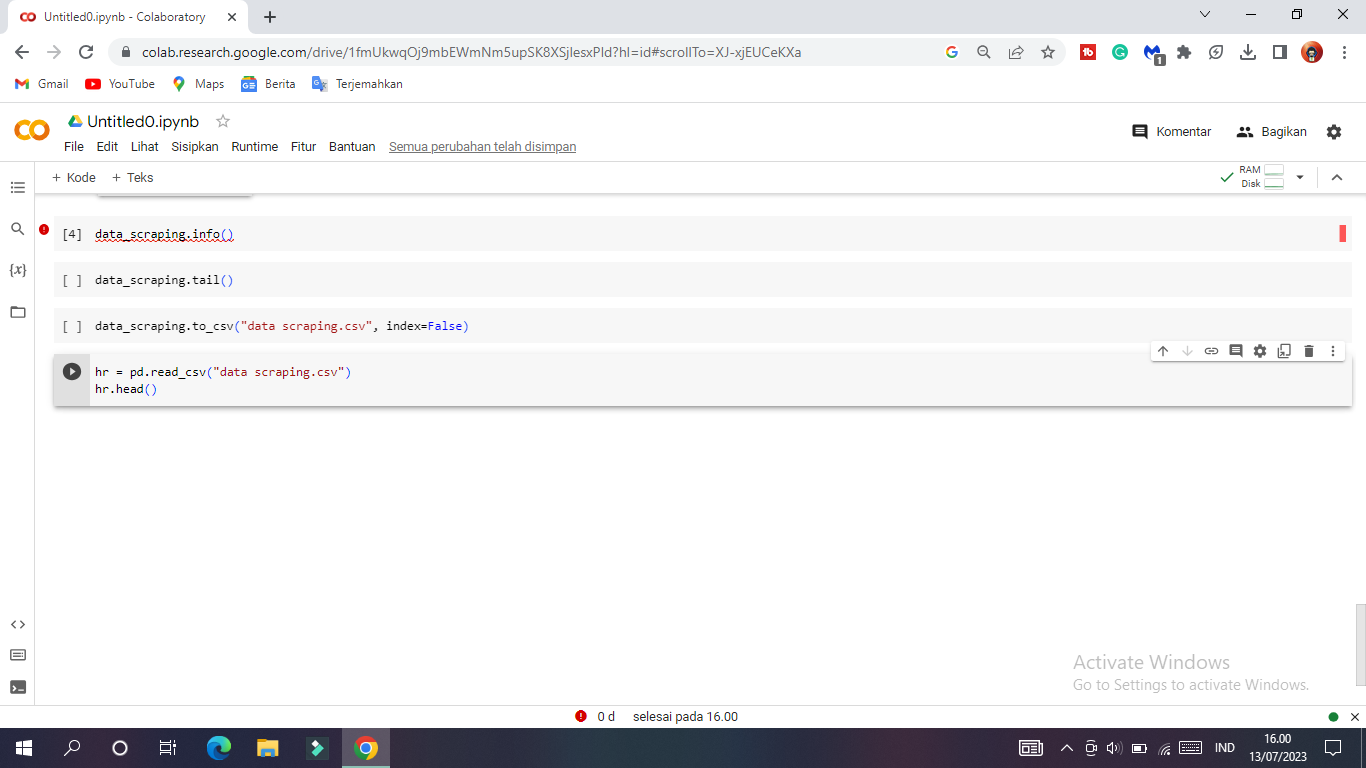 Untitled0.ipynb - Colaboratory
colab.research.google.com/drive/1fmUkwqOj9mbEWmNm5upSK8XSjlesxPld?hl=id#scrollTo=XJ-xjEUCeKXa
1
Gmail YouTube Maps Berita Terjemahkan
Untitled0.ipynb
Komentar Bagikan
File Edit Lihat Sisipkan Runtime Fitur Bantuan Semua perubahan telah disimpan
+ Kode + Teks
RAM
Disk
[4] data_scraping.info()
{x}
[ ] data_scraping.tail()
[ ] data_scraping.to_csv("data scraping.csv", index=False)
hr = pd.read_csv("data scraping.csv")
hr.head()
Activate Windows
Go to Settings to activate Windows.
0 d selesai pada 16.00
IND
16.00
13/07/2023